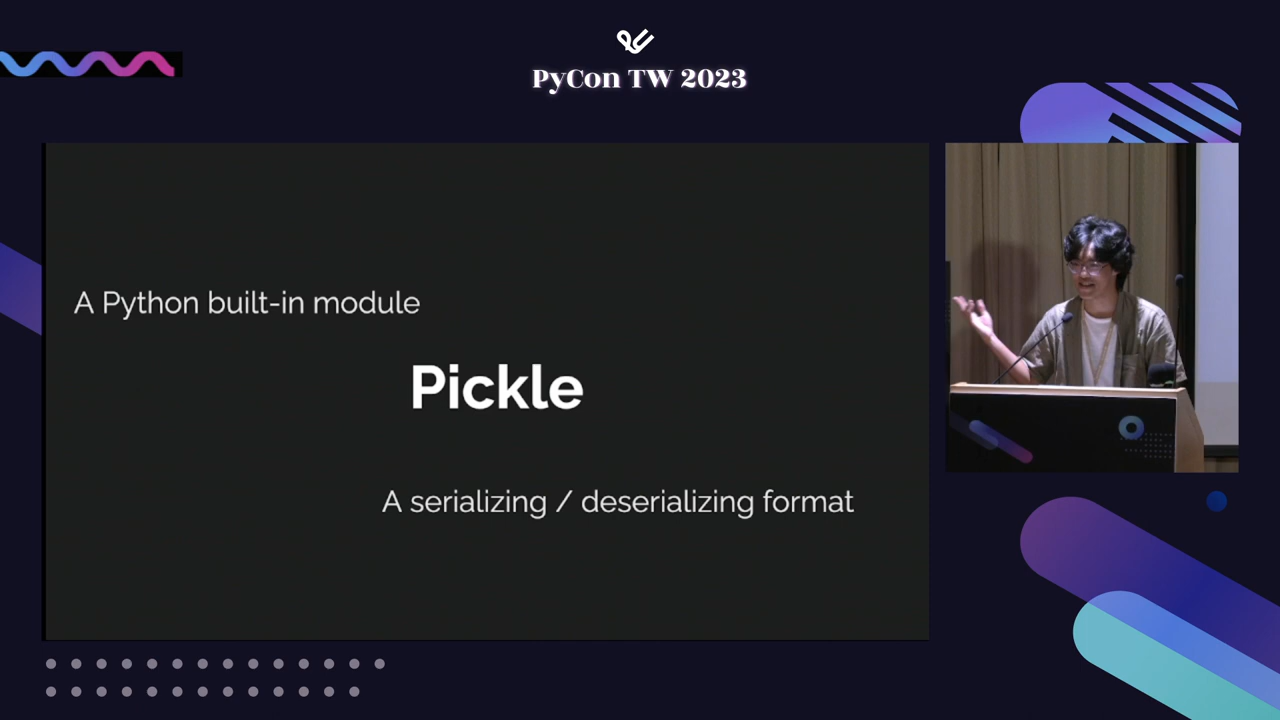 PyCon TW 2023
A Python built-in module
Pickle
A serializing / deserializing format